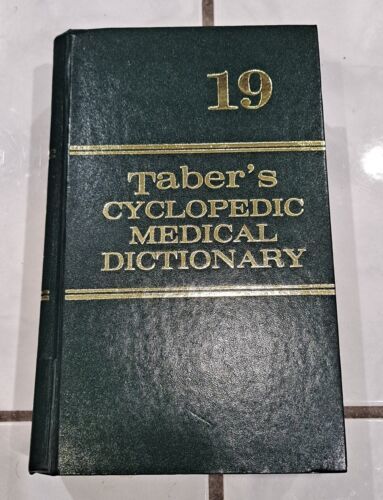 19
Taber's
CYCLOPEDIC
MEDICAL
DICTIONARY